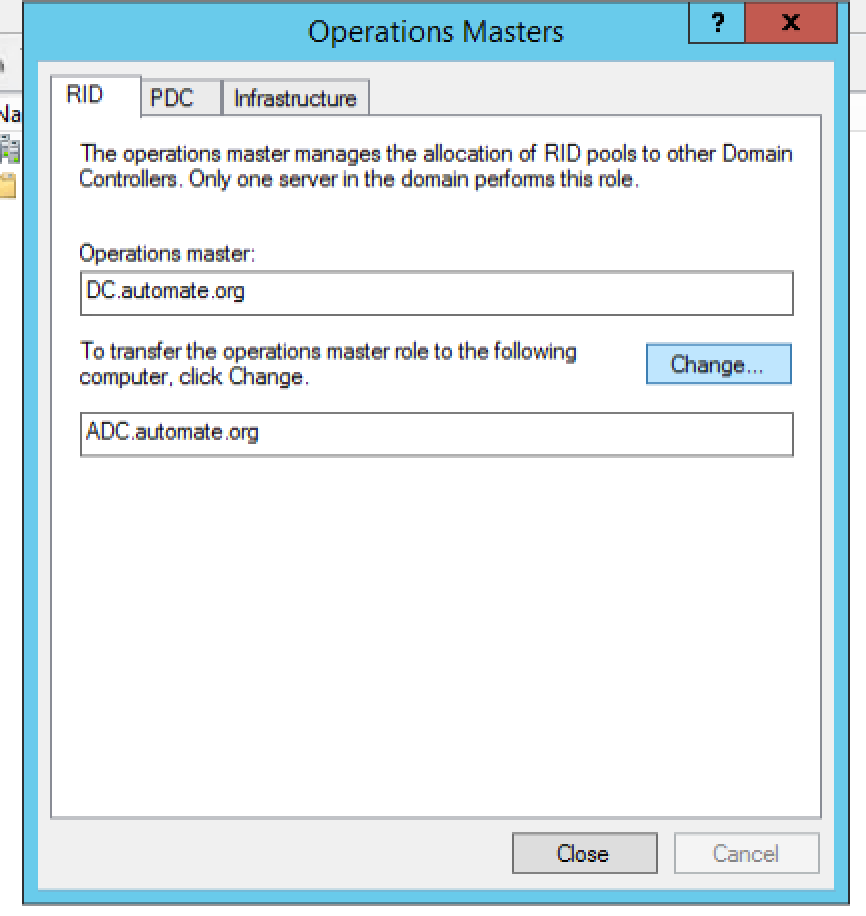 Operations Masters
?
x
Na
RID
PDC
Infrastructure
The operations master manages the allocation of RID pools to other Domain
Controllers. Only one server in the domain performs this role.
Operations master:
DC.automate.org
To transfer the operations master role to the following
computer, click Change.
Change...
ADC.automate.org
Close
Cancel